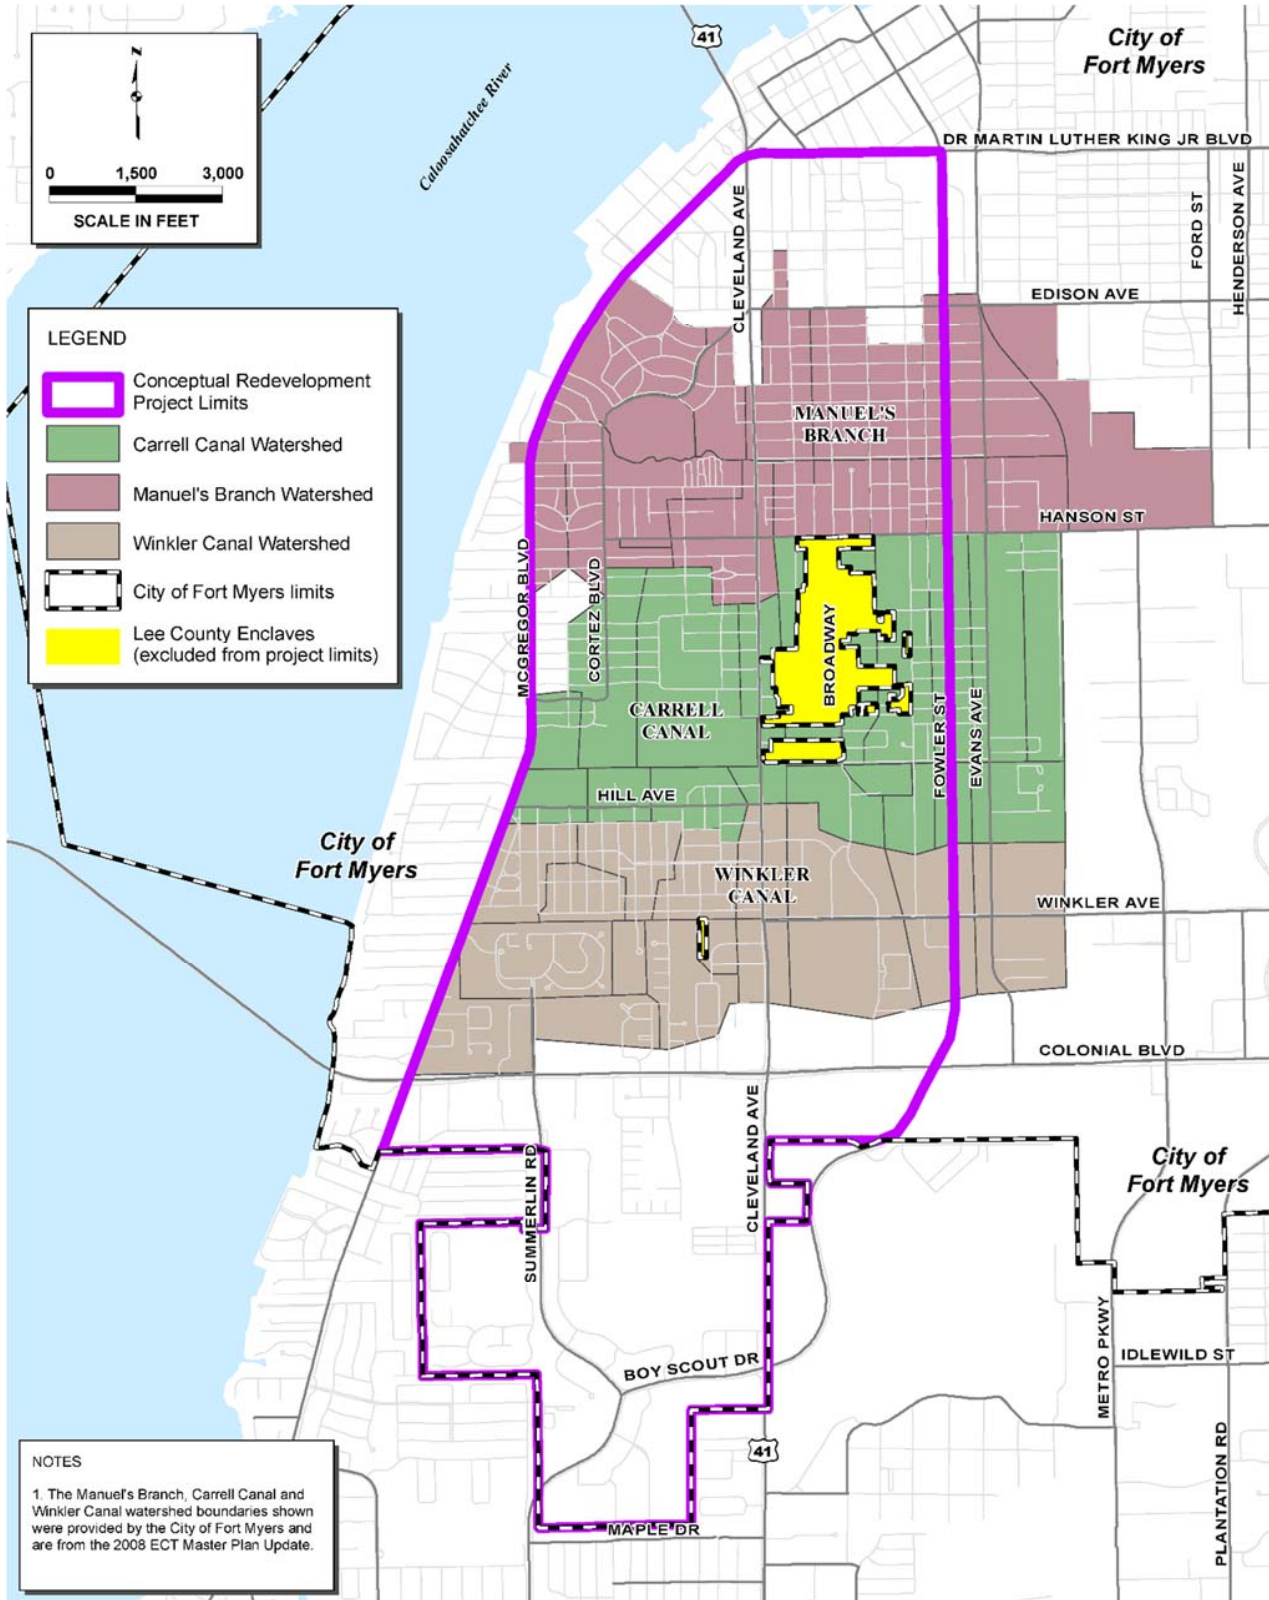 N
0 1,500 3,000
SCALE IN FEET
Caloosahatchee River
41
City of
Fort Myers
DR MARTIN LUTHER KING JR BLVD
CLEVELAND AVE
FORD ST
HENDERSON AVE
EDISON AVE
LEGEND
Conceptual Redevelopment
Project Limits
Carrell Canal Watershed
Manuel's Branch Watershed
Winkler Canal Watershed
City of Fort Myers limits
Lee County Enclaves
(excluded from project limits)
MANUEL'S
BRANCH
HANSON ST
MCGREGOR BLVD
CORTEZ BLVD
BROADWAY
FOWLER ST
EVANS AVE
CARRELL
CANAL
HILL AVE
City of
Fort Myers
WINKLER
CANAL
WINKLER AVE
COLONIAL BLVD
CLEVELAND AVE
SUMMERLIN RD
City of
Fort Myers
METRO PKWY
IDLEWILD ST
BOY SCOUT DR
PLANTATION RD
41
MAPLE DR
NOTES
1. The Manuel's Branch, Carrell Canal and
Winkler Canal watershed boundaries shown
were provided by the City of Fort Myers and
are from the 2008 ECT Master Plan Update.